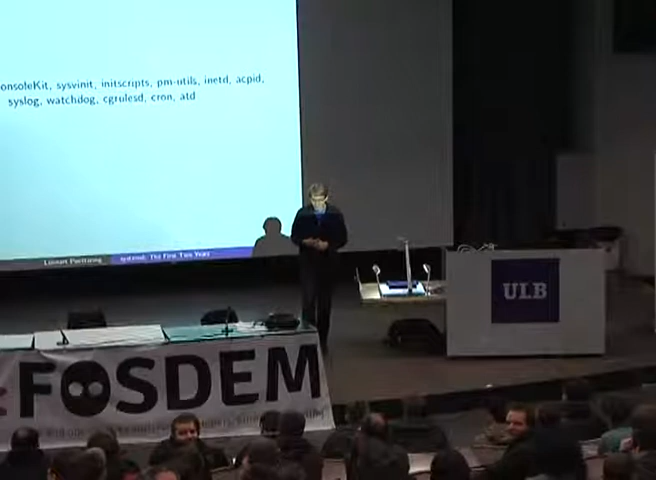 onsoleKit, sysvinit, initscripts, pm-utils, inetd, acpid,
syslog, watchdog, cgrulesd, cron, atd
Lennart Poettering
systemd: The First Two Years
ULB
FOSDEM